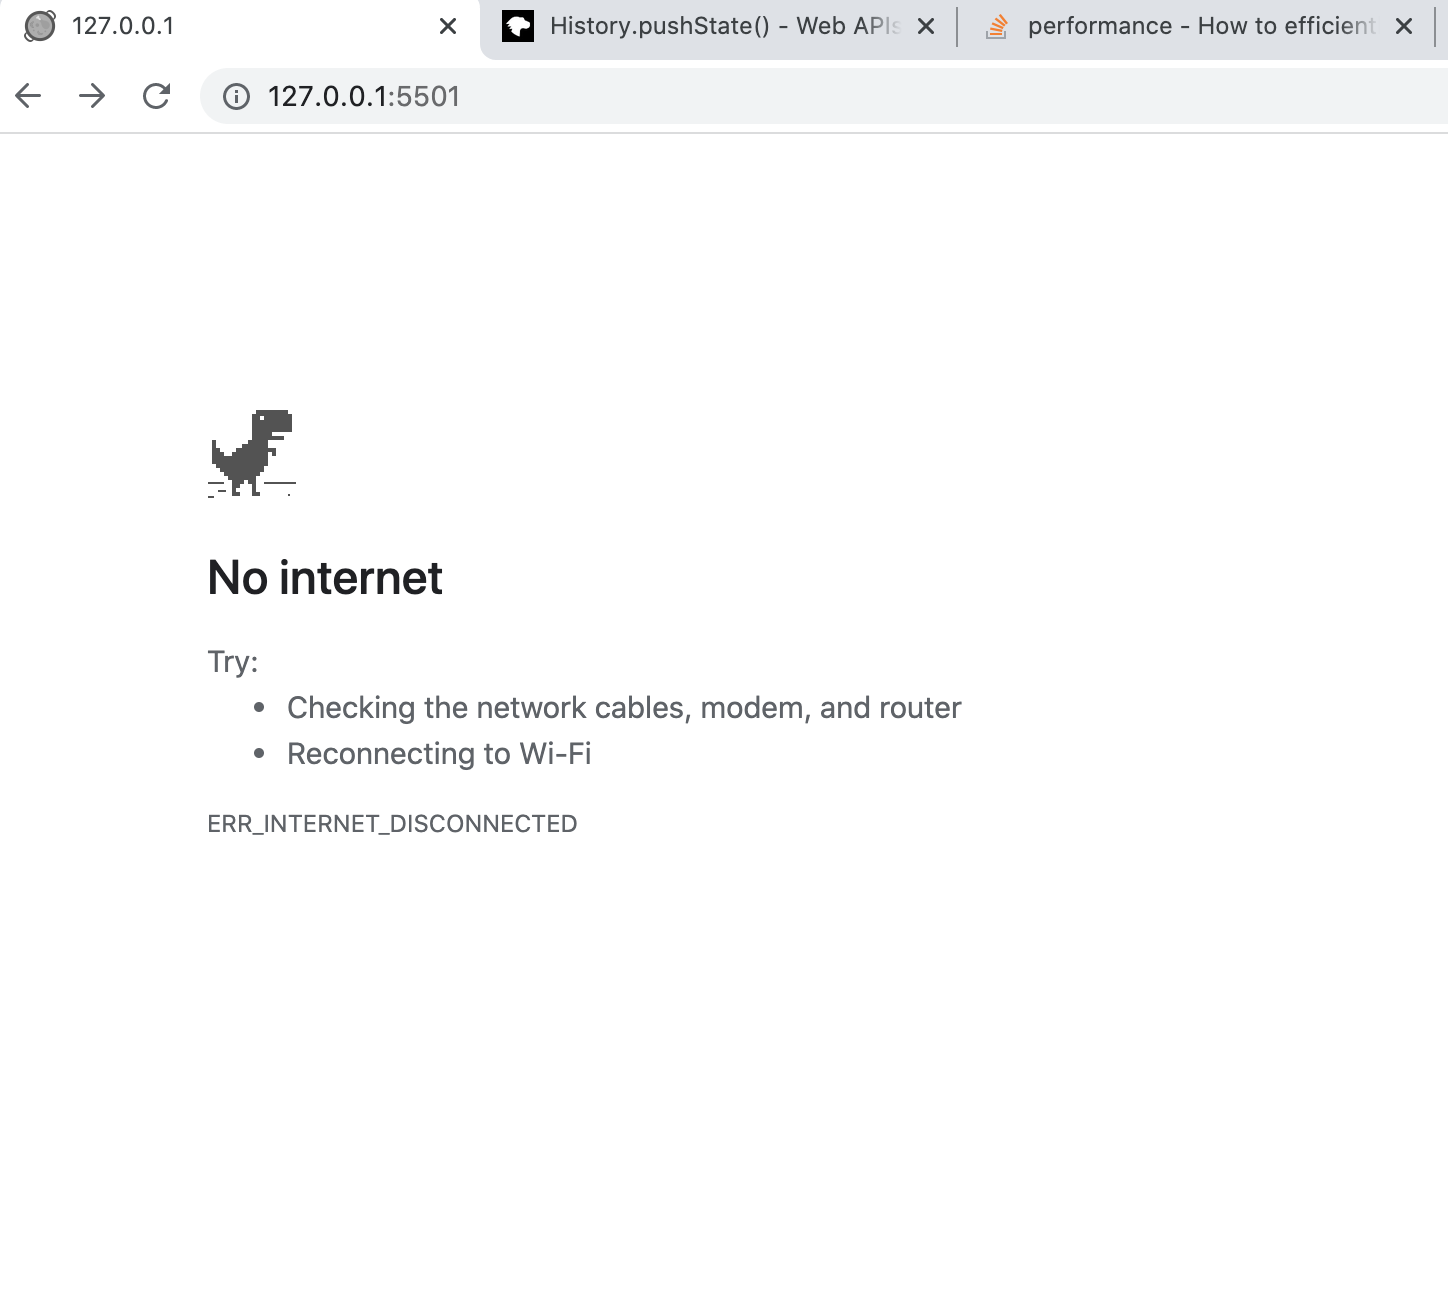 127.0.0.1
History.pushState() - Web APIs
performance - How to efficient
127.0.0.1:5501
No internet
Try:
• Checking the network cables, modem, and router
• Reconnecting to Wi-Fi
ERR_INTERNET_DISCONNECTED